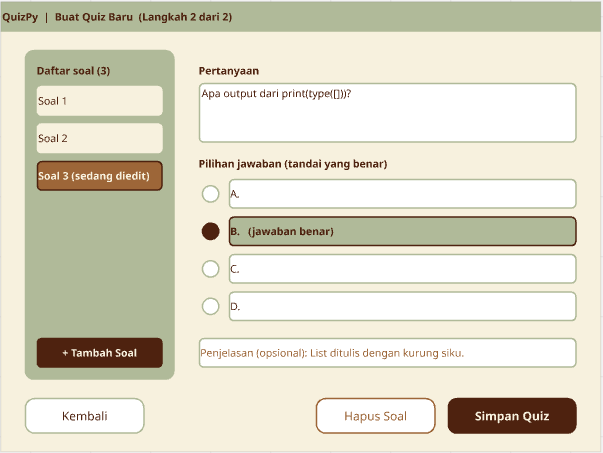 QuizPy | Buat Quiz Baru (Langkah 2 dari 2)
Daftar soal (3)
Soal 1
Soal 2
Soal 3 (sedang diedit)
+ Tambah Soal
Pertanyaan
Apa output dari print(type([]))?
Pilihan jawaban (tandai yang benar)
A.
B. (jawaban benar)
C.
D.
Penjelasan (opsional): List ditulis dengan kurung siku.
Kembali
Hapus Soal
Simpan Quiz